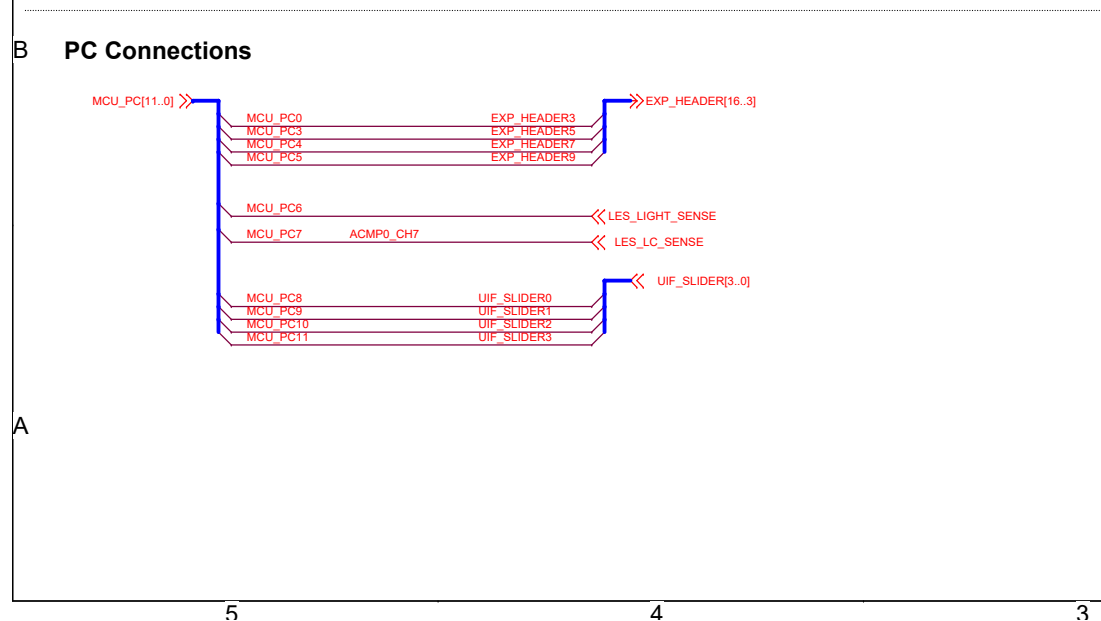 B PC Connections
MCU_PC[11..0] EXP_HEADER[16..3]
MCU_PC0 EXP_HEADER3
MCU_PC3 EXP_HEADER5
MCU_PC4 EXP_HEADER7
MCU_PC5 EXP_HEADER9
MCU_PC6 LES_LIGHT_SENSE
MCU_PC7 ACMP0_CH7 LES_LC_SENSE
UIF_SLIDER[3..0]
MCU_PC8 UIF_SLIDER0
MCU_PC9 UIF_SLIDER1
MCU_PC10 UIF_SLIDER2
MCU_PC11 UIF_SLIDER3
A
5 4 3